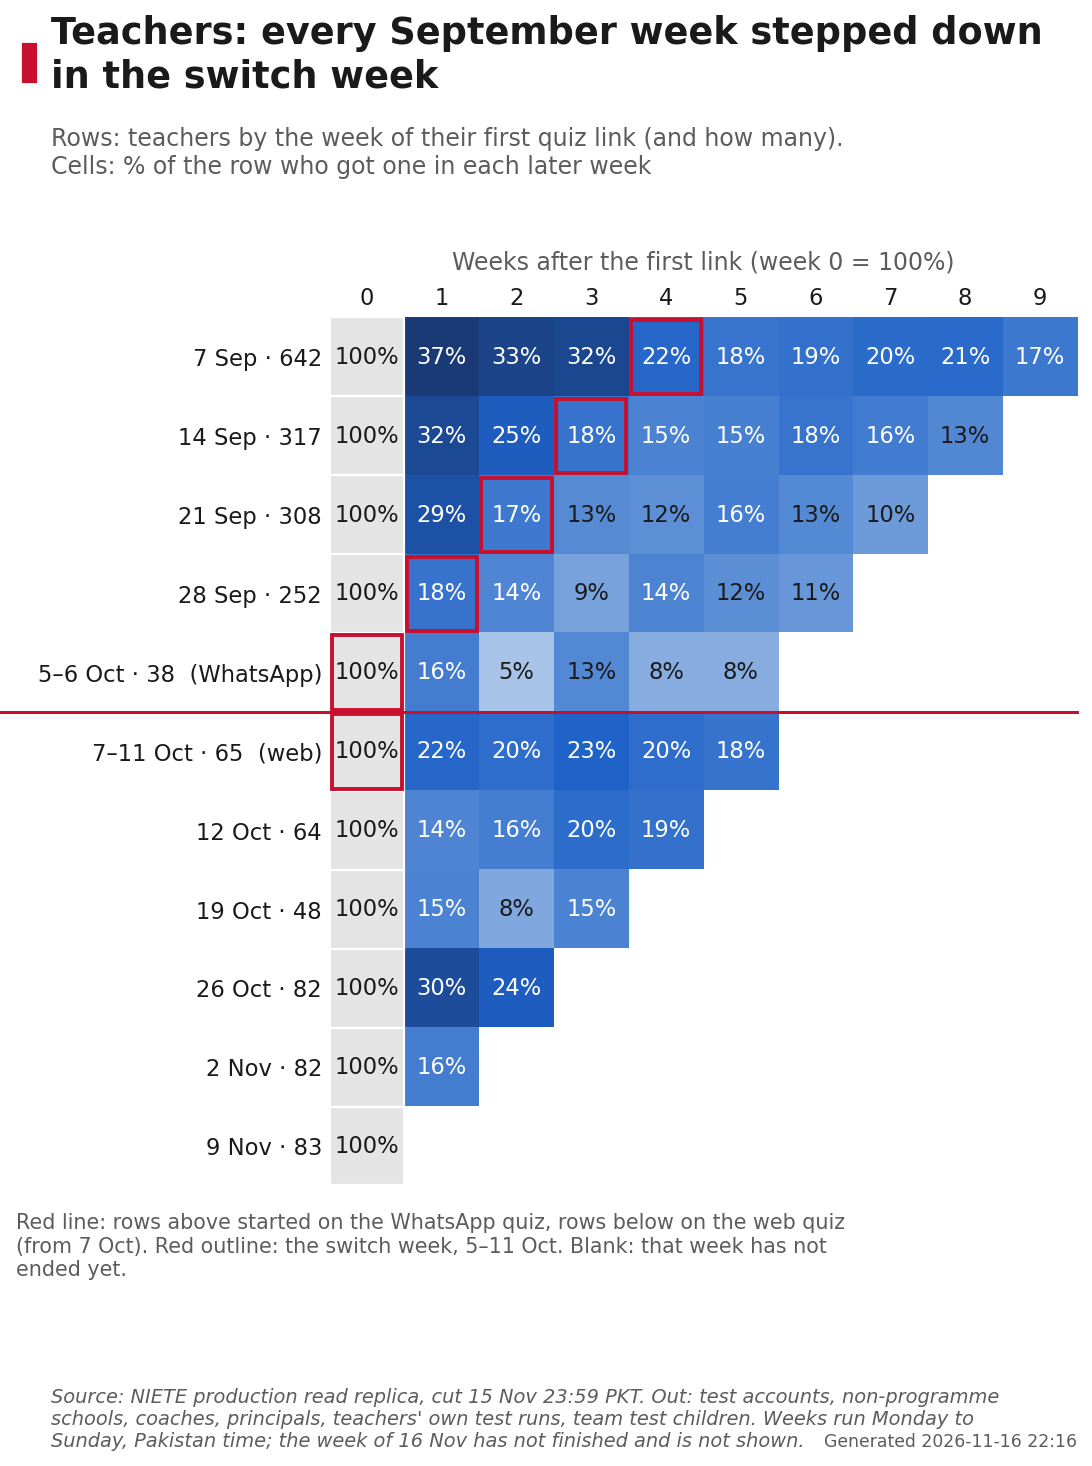 Teachers: every September week stepped down
in the switch week
Rows: teachers by the week of their first quiz link (and how many).
Cells: % of the row who got one in each later week
Weeks after the first link (week 0 = 100%)
0 1 2 3 4 5 6 7 8 9
7 Sep · 642 100% 37% 33% 32% 22% 18% 19% 20% 21% 17%
14 Sep · 317 100% 32% 25% 18% 15% 15% 18% 16% 13%
21 Sep · 308 100% 29% 17% 13% 12% 16% 13% 10%
28 Sep · 252 100% 18% 14% 9% 14% 12% 11%
5–6 Oct · 38 (WhatsApp) 100% 16% 5% 13% 8% 8%
7–11 Oct · 65 (web) 100% 22% 20% 23% 20% 18%
12 Oct · 64 100% 14% 16% 20% 19%
19 Oct · 48 100% 15% 8% 15%
26 Oct · 82 100% 30% 24%
2 Nov · 82 100% 16%
9 Nov · 83 100%
Red line: rows above started on the WhatsApp quiz, rows below on the web quiz
(from 7 Oct). Red outline: the switch week, 5–11 Oct. Blank: that week has not
ended yet.
Source: NIETE production read replica, cut 15 Nov 23:59 PKT. Out: test accounts, non-programme
schools, coaches, principals, teachers' own test runs, team test children. Weeks run Monday to
Sunday, Pakistan time; the week of 16 Nov has not finished and is not shown. Generated 2026-11-16 22:16